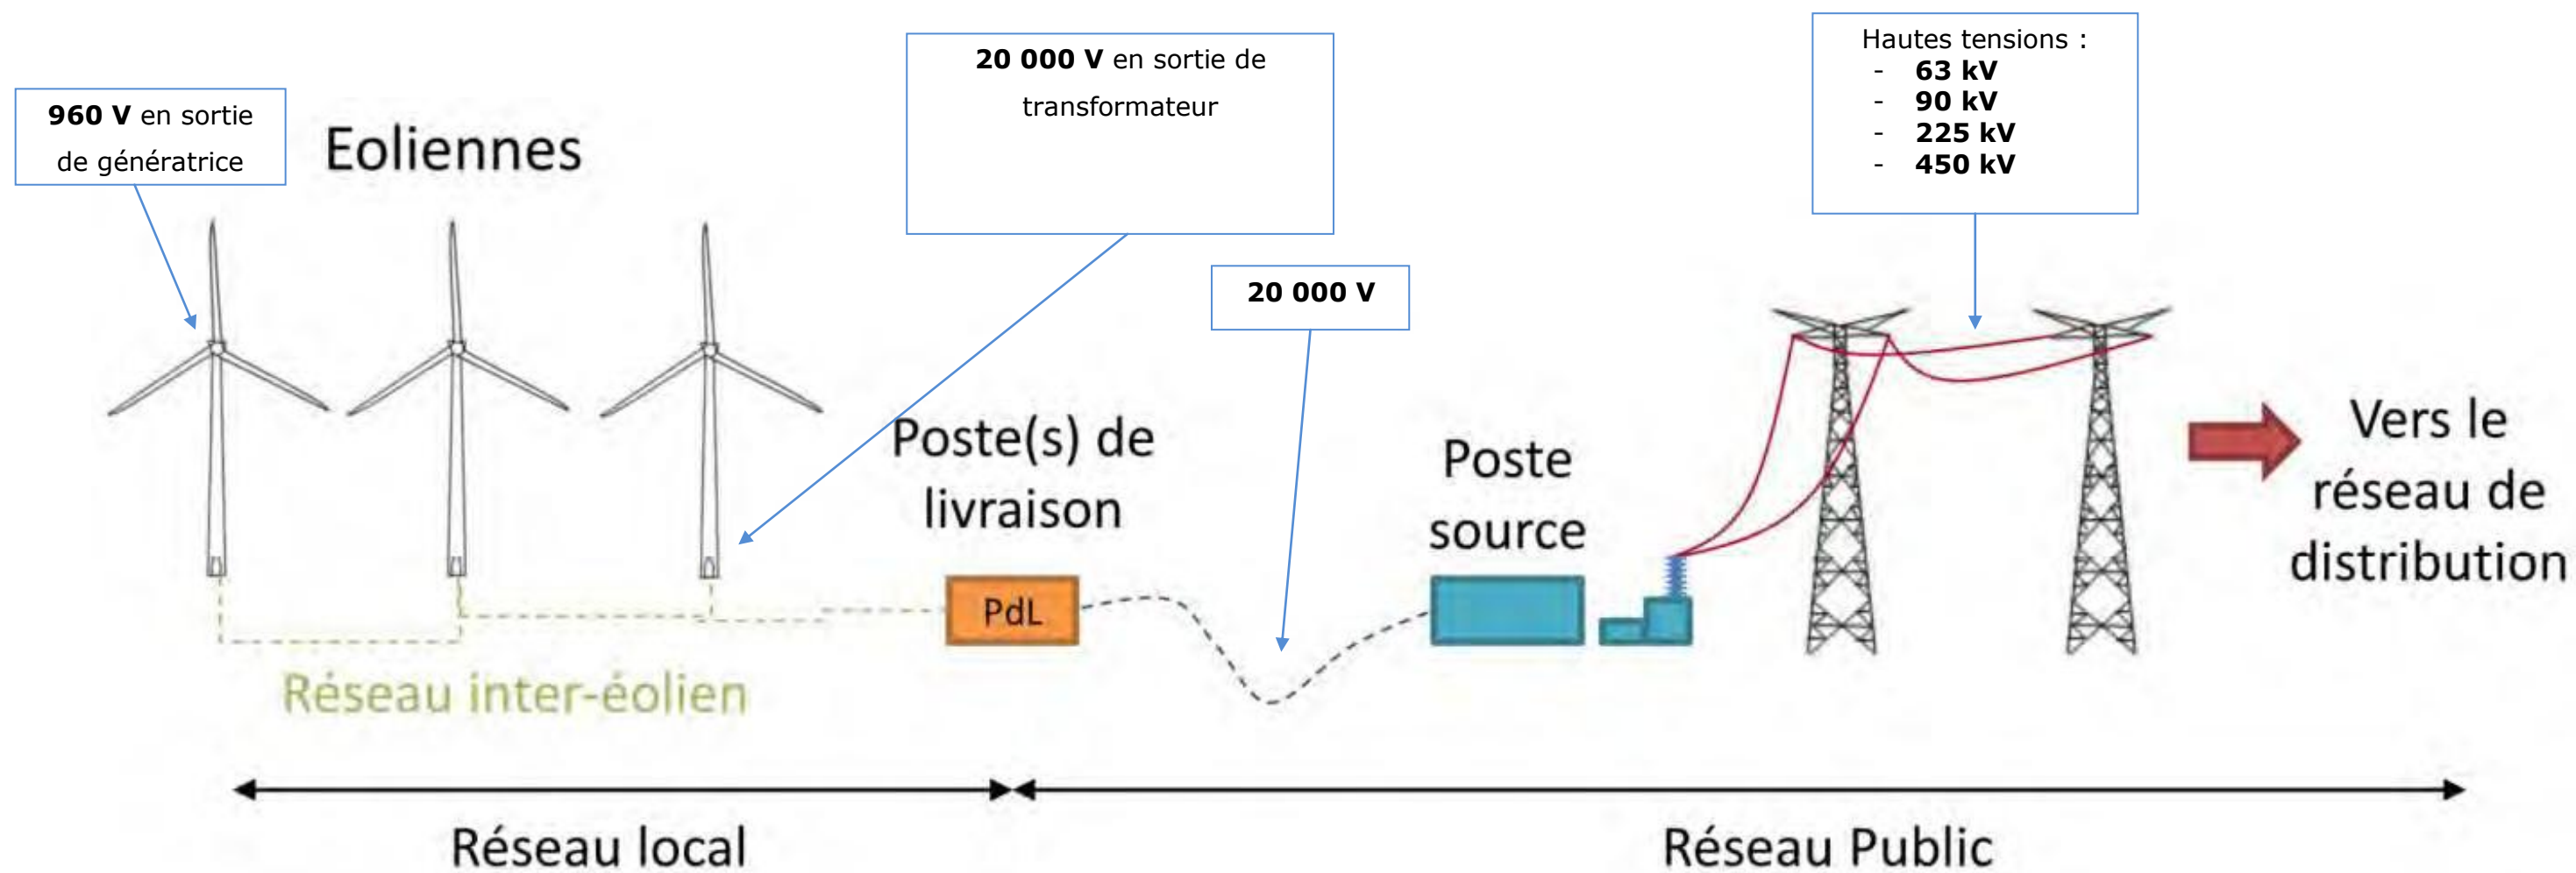 960 V en sortie
de génératrice
Eoliennes
20 000 V en sortie de
transformateur
20 000 V
Hautes tensions :
- 63 kV
- 90 kV
- 225 kV
- 450 kV
Poste(s) de
livraison
PdL
Poste
source
Vers le
réseau de
distribution
Réseau inter-éolien
Réseau local
Réseau Public